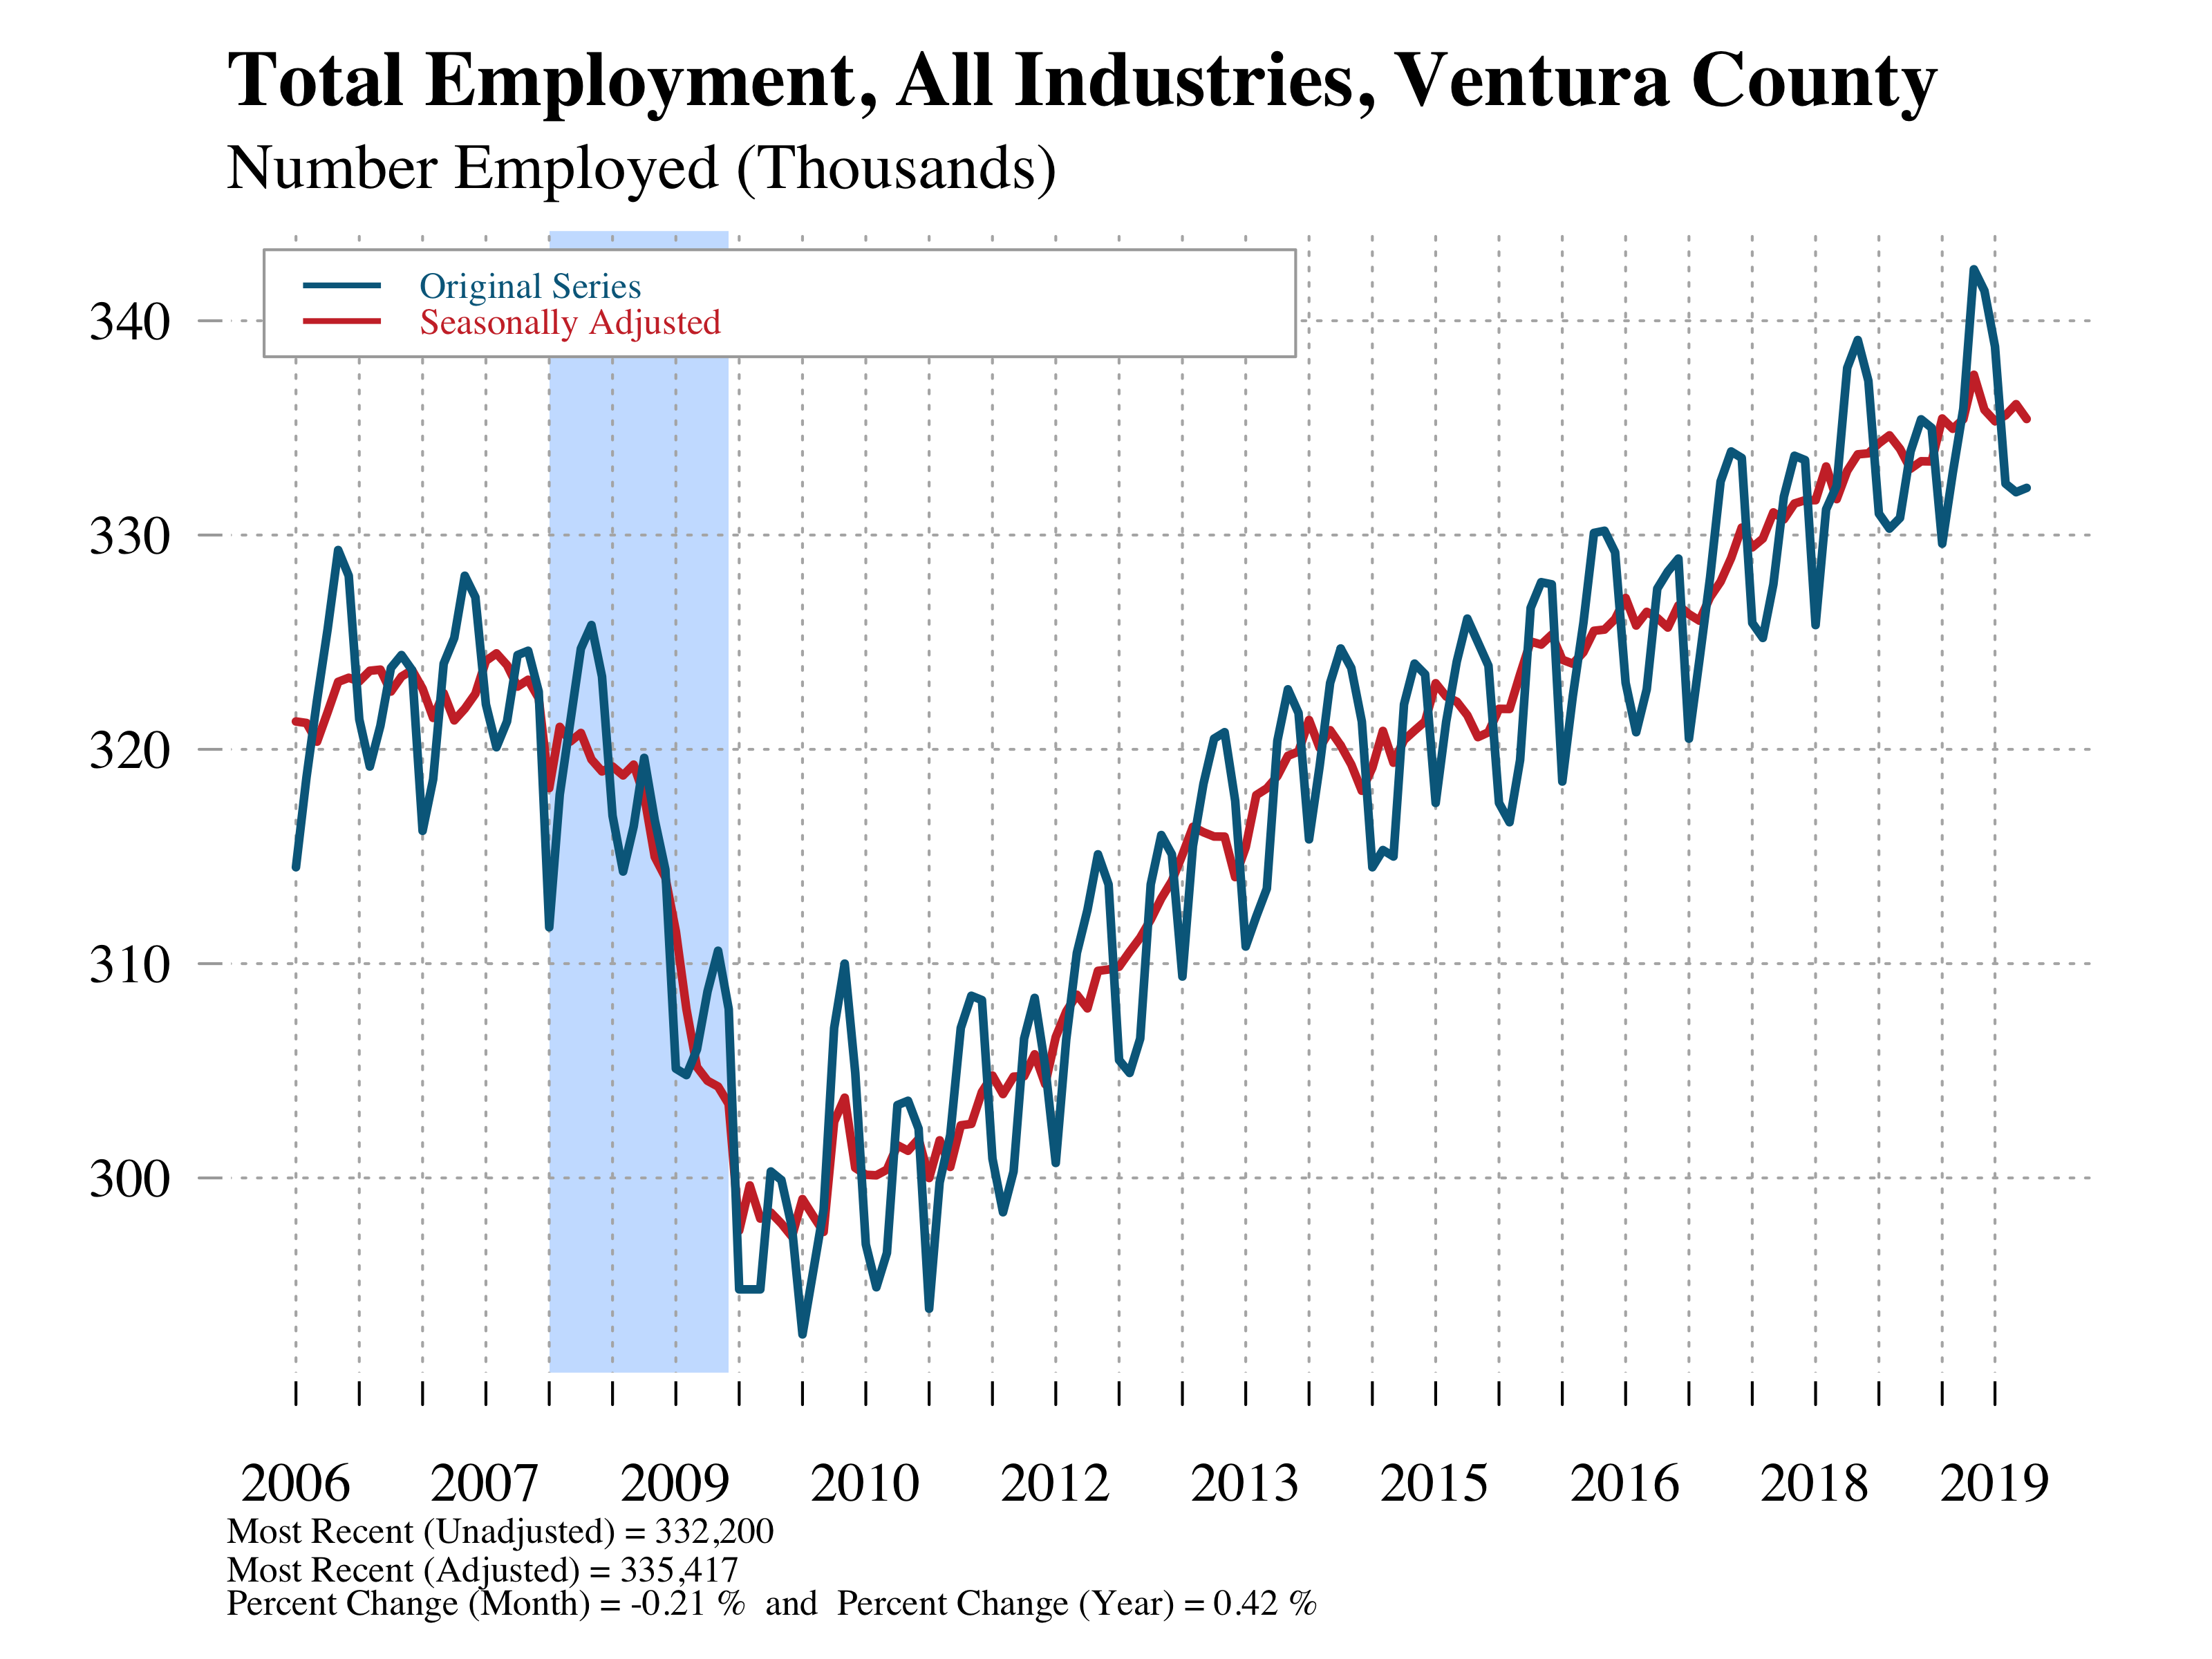 Total Employment, All Industries, Ventura County
Number Employed (Thousands)
Original Series
Seasonally Adjusted
340
330
320
310
300
2006 2007 2009 2010 2012 2013 2015 2016 2018 2019
Most Recent (Unadjusted) = 332,200
Most Recent (Adjusted) = 335,417
Percent Change (Month) = -0.21 % and Percent Change (Year) = 0.42 %